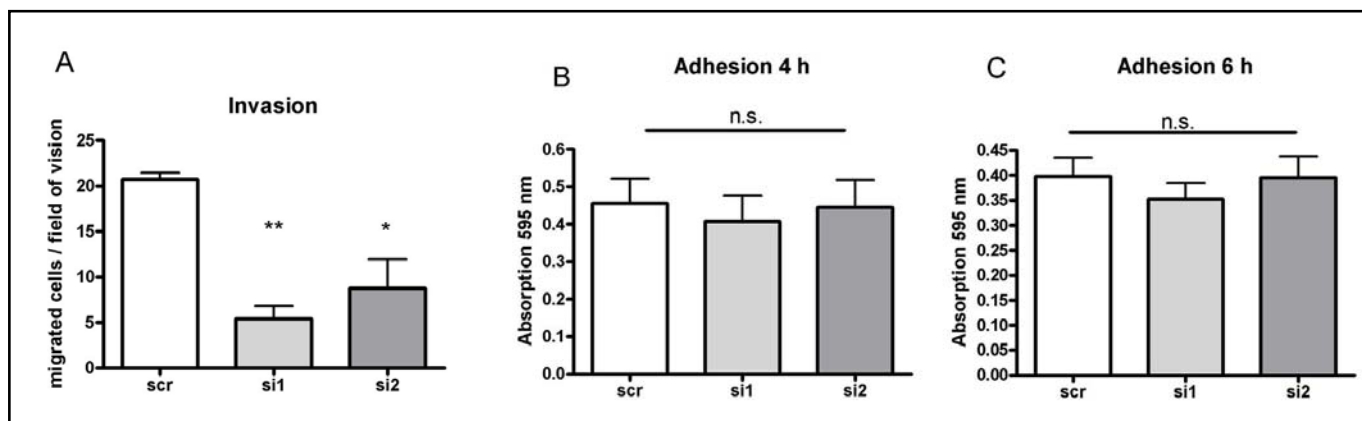 A
Invasion
migrated cells / field of vision
25
20
15
10
5
0
**
*
scr si1 si2
B
Adhesion 4 h
n.s.
Absorption 595 nm
0.6
0.5
0.4
0.3
0.2
0.1
0.0
scr si1 si2
C
Adhesion 6 h
n.s.
Absorption 595 nm
0.45
0.40
0.35
0.30
0.25
0.20
0.15
0.10
0.05
0.00
scr si1 si2